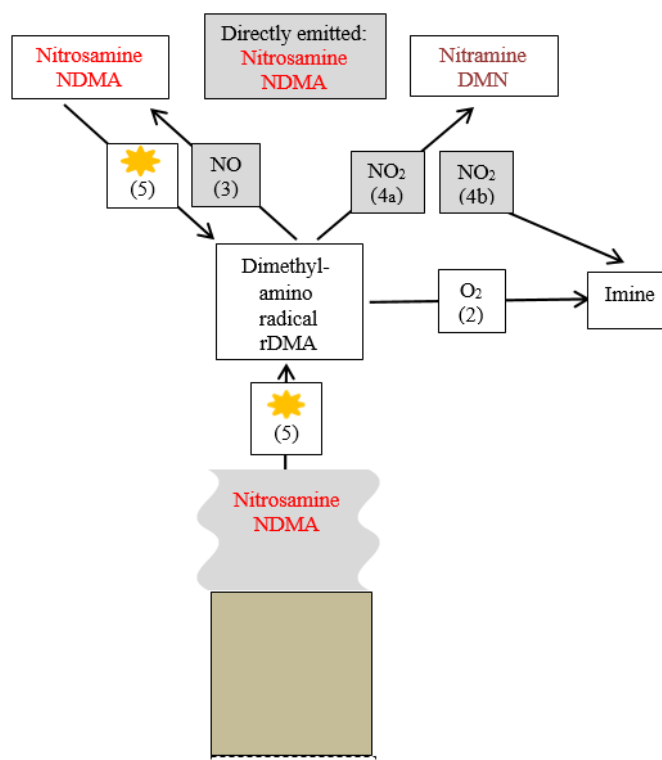 Nitrosamine
NDMA
Directly emitted:
Nitrosamine
NDMA
Nitramine
DMN
(5)
NO
(3)
NO₂
(4a)
NO₂
(4b)
Dimethyl-
amino
radical
rDMA
O₂
(2)
Imine
(5)
Nitrosamine
NDMA